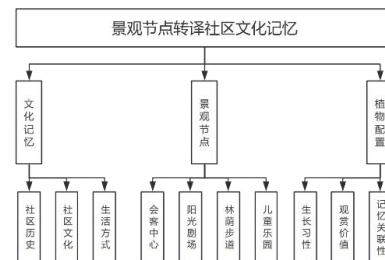 景观节点转译社区文化记忆
文化记忆
景观节点
植物配置
社区历史
社区文化
生活方式
会客中心
阳光剧场
林荫步道
儿童乐园
生长习性
观赏价值
记忆关联性